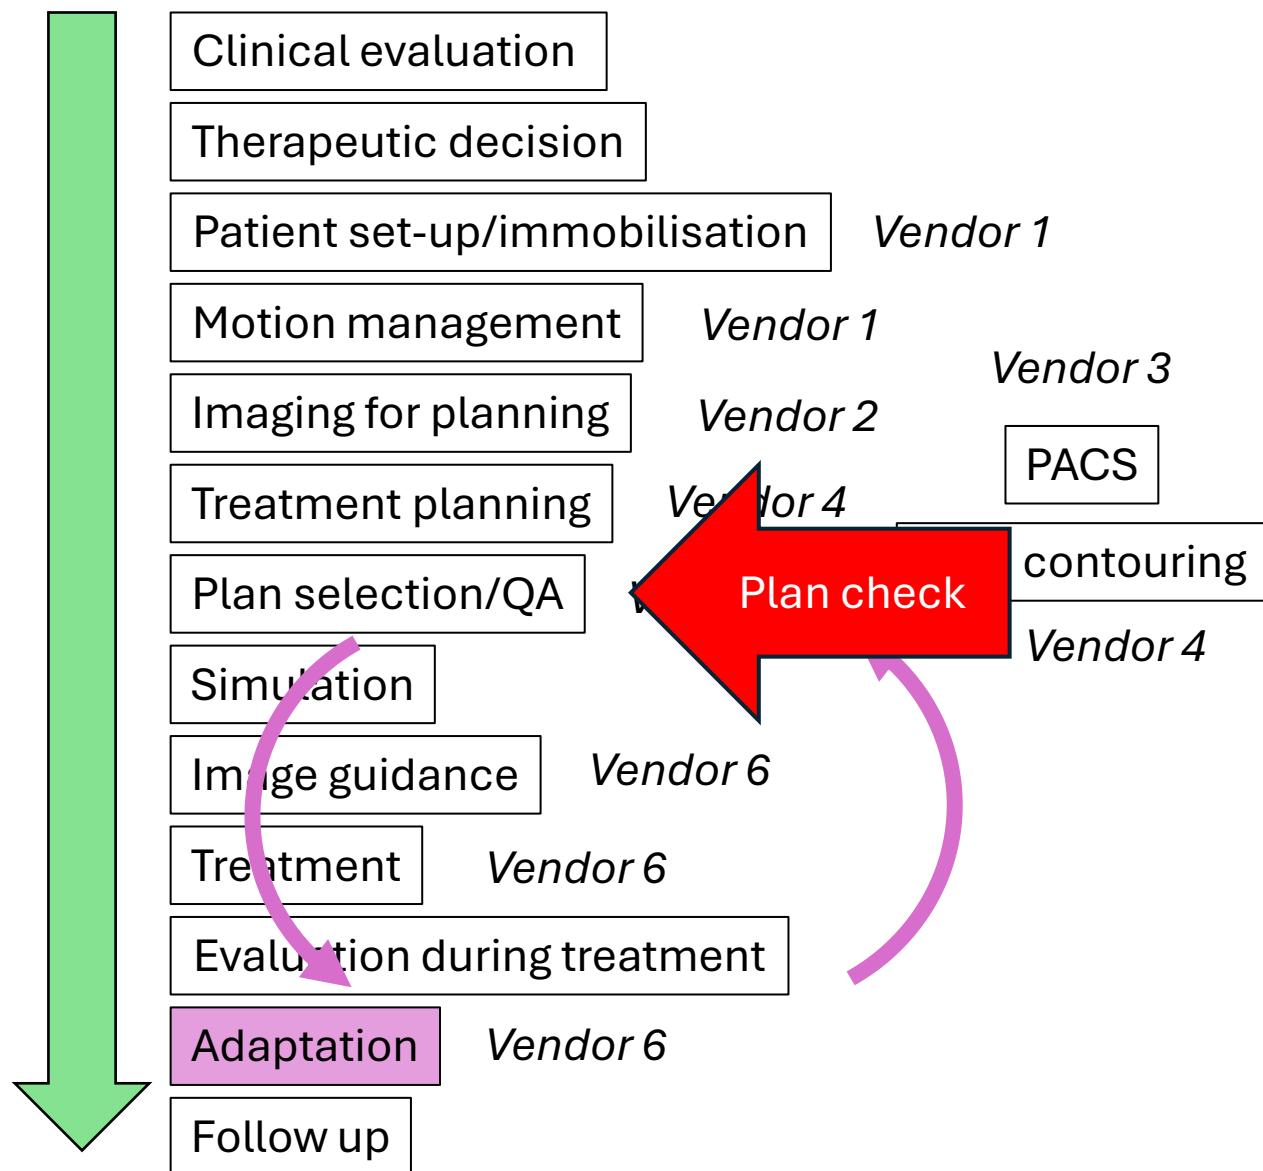 Clinical evaluation
Therapeutic decision
Patient set-up/immobilisation Vendor 1
Motion management Vendor 1
Vendor 3
Imaging for planning Vendor 2
PACS
Treatment planning Vendor 4
contouring
Plan selection/QA Plan check
Vendor 4
Simulation
Image guidance Vendor 6
Treatment Vendor 6
Evaluation during treatment
Adaptation Vendor 6
Follow up